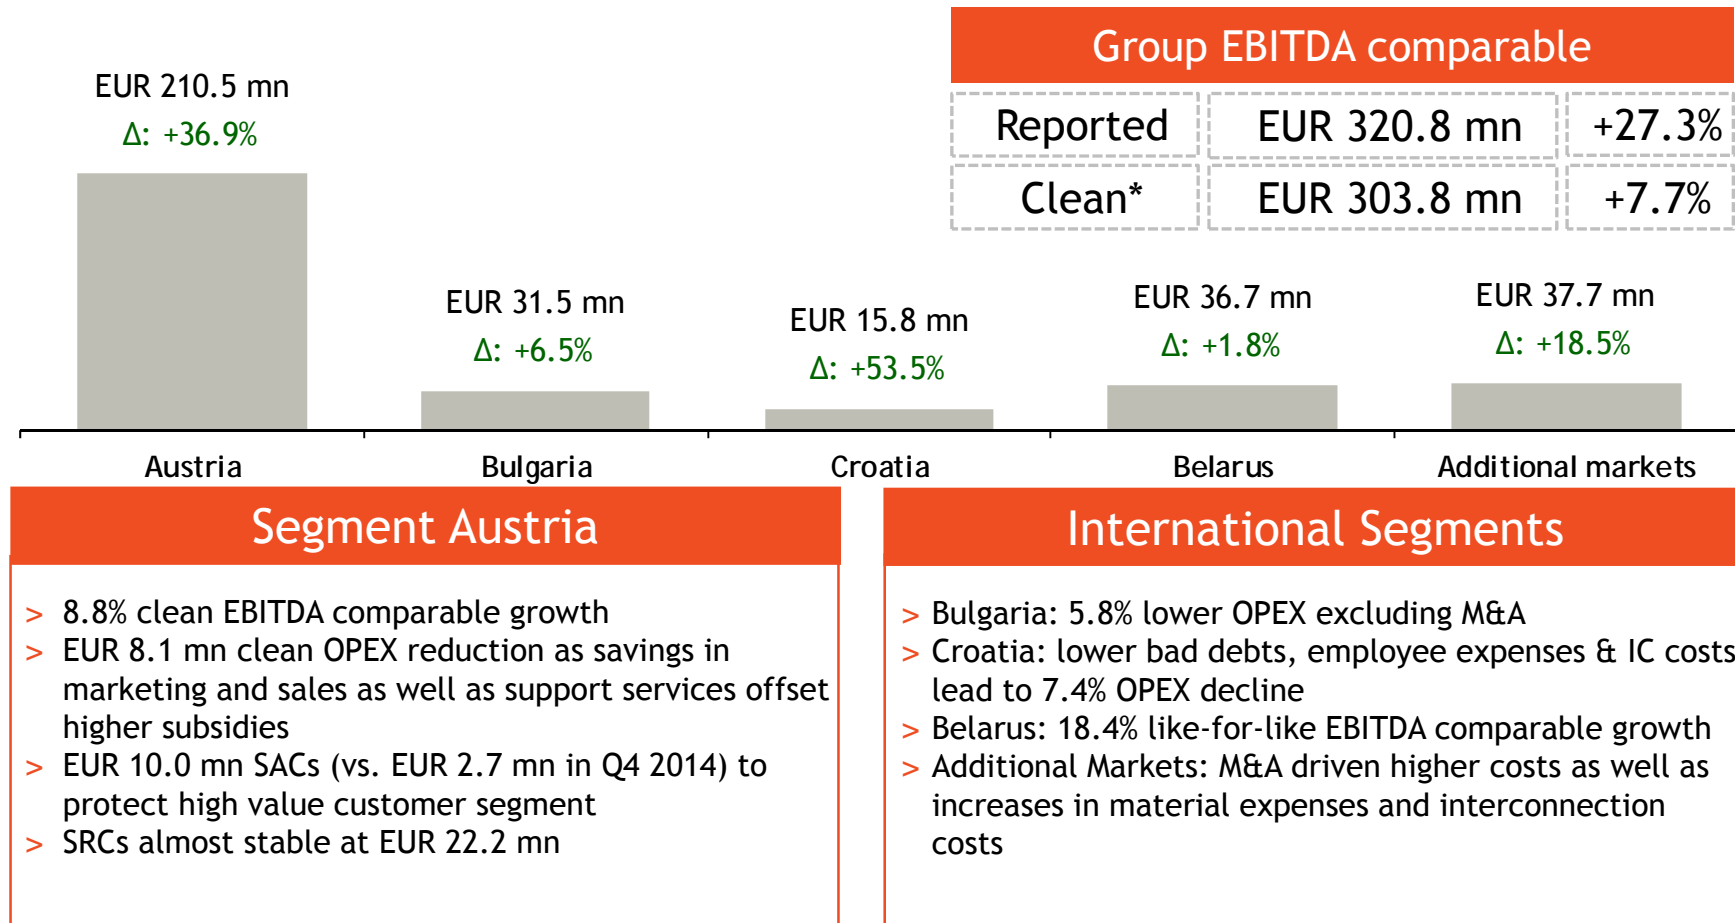 Group EBITDA comparable
Reported EUR 320.8 mn +27.3%
Clean* EUR 303.8 mn +7.7%
EUR 210.5 mn
Δ: +36.9%
EUR 31.5 mn
Δ: +6.5%
EUR 15.8 mn
Δ: +53.5%
EUR 36.7 mn
Δ: +1.8%
EUR 37.7 mn
Δ: +18.5%
Austria Bulgaria Croatia Belarus Additional markets
Segment Austria
> 8.8% clean EBITDA comparable growth
> EUR 8.1 mn clean OPEX reduction as savings in
marketing and sales as well as support services offset
higher subsidies
> EUR 10.0 mn SACs (vs. EUR 2.7 mn in Q4 2014) to
protect high value customer segment
> SRCs almost stable at EUR 22.2 mn
International Segments
> Bulgaria: 5.8% lower OPEX excluding M&A
> Croatia: lower bad debts, employee expenses & IC costs
lead to 7.4% OPEX decline
> Belarus: 18.4% like-for-like EBITDA comparable growth
> Additional Markets: M&A driven higher costs as well as
increases in material expenses and interconnection
costs